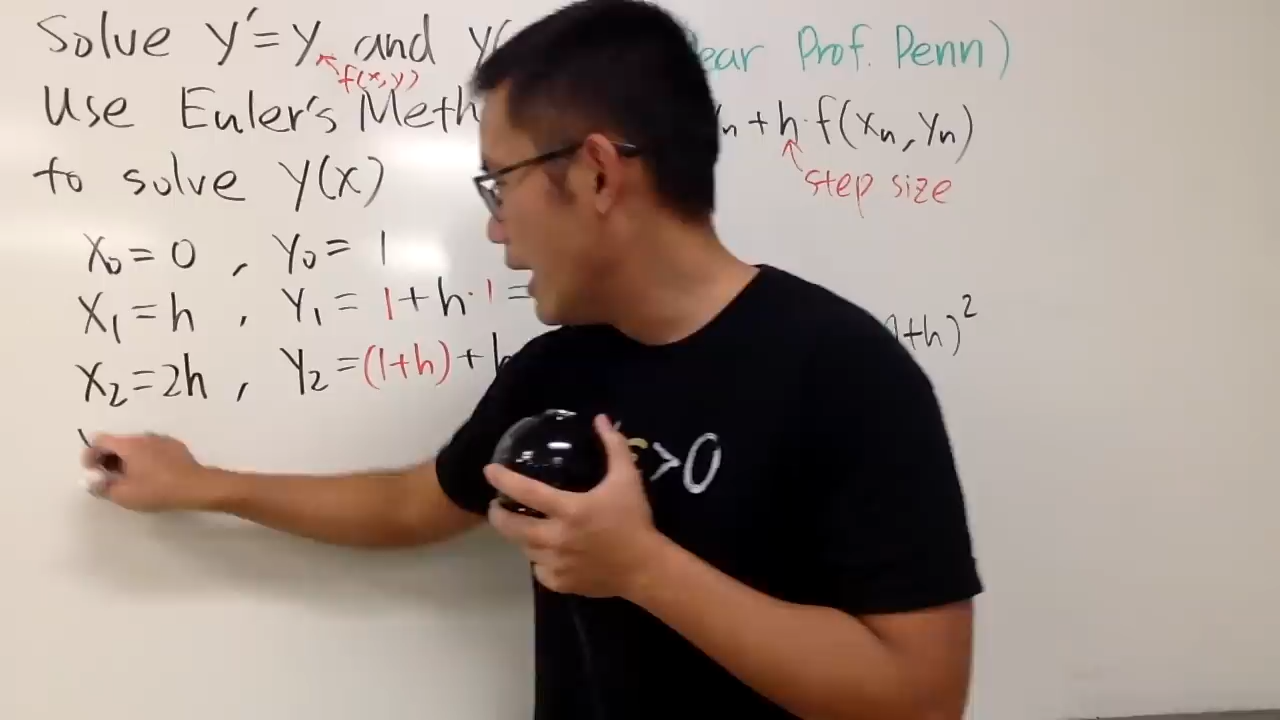 Solve y'=y and y(
ear Prof. Penn)
f(x,y)
Use Euler's Meth
n + h·f(xn, yn)
step size
to solve y(x)
x₀ = 0 , y₀ = 1
x₁ = h , y₁ = 1+h·1 =
x₂ = 2h , y₂ = (1+h) + h
+h)²
>0